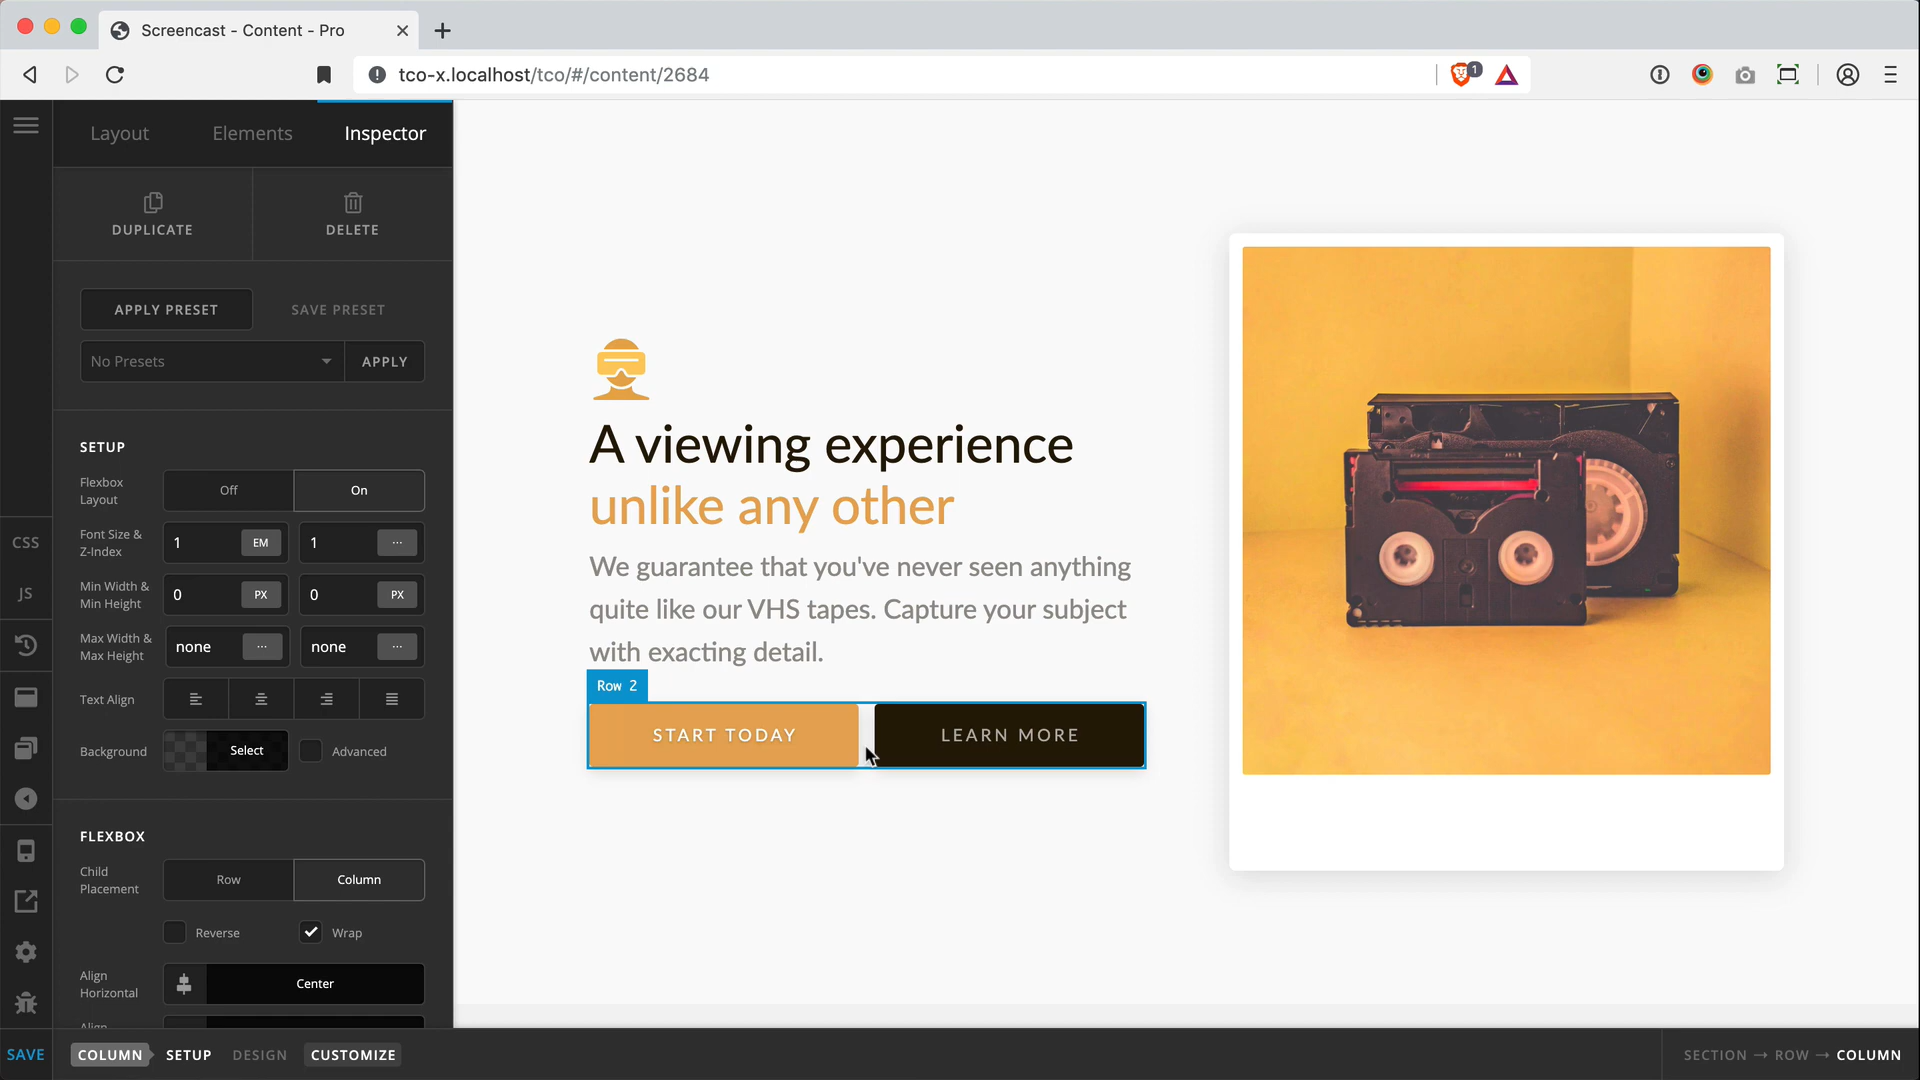 Screencast - Content - Pro
tco-x.localhost/tco/#/content/2684
1
Layout
Elements
Inspector
DUPLICATE
DELETE
APPLY PRESET
SAVE PRESET
No Presets
APPLY
SETUP
Flexbox
Layout
Off
On
Font Size &
Z-Index
1
EM
1
...
Min Width &
Min Height
0
PX
0
PX
Max Width &
Max Height
none
...
none
...
Text Align
Background
Select
Advanced
FLEXBOX
Child
Placement
Row
Column
Reverse
Wrap
Align
Horizontal
Center
Align
CSS
JS
SAVE
COLUMN
SETUP
DESIGN
CUSTOMIZE
A viewing experience
unlike any other
We guarantee that you've never seen anything
quite like our VHS tapes. Capture your subject
with exacting detail.
Row 2
START TODAY
LEARN MORE
SECTION → ROW → COLUMN